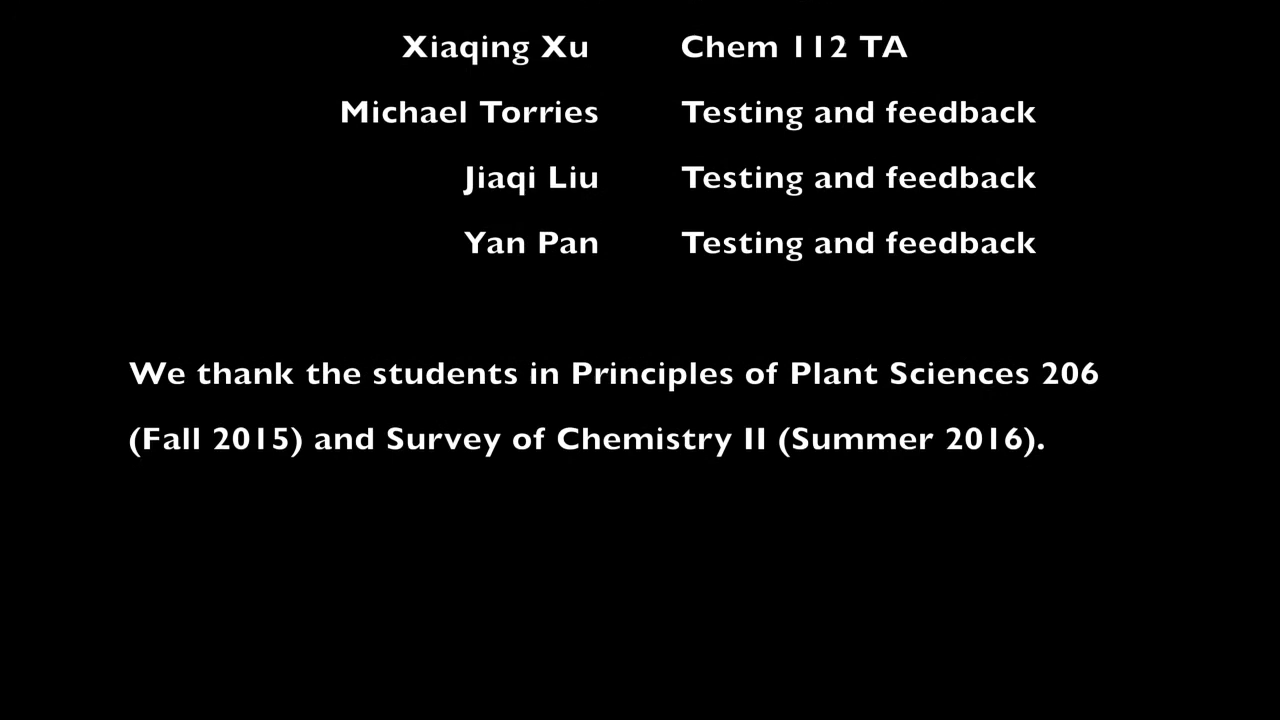 Xiaqing Xu Chem 112 TA
Michael Torries Testing and feedback
Jiaqi Liu Testing and feedback
Yan Pan Testing and feedback
We thank the students in Principles of Plant Sciences 206
(Fall 2015) and Survey of Chemistry II (Summer 2016).